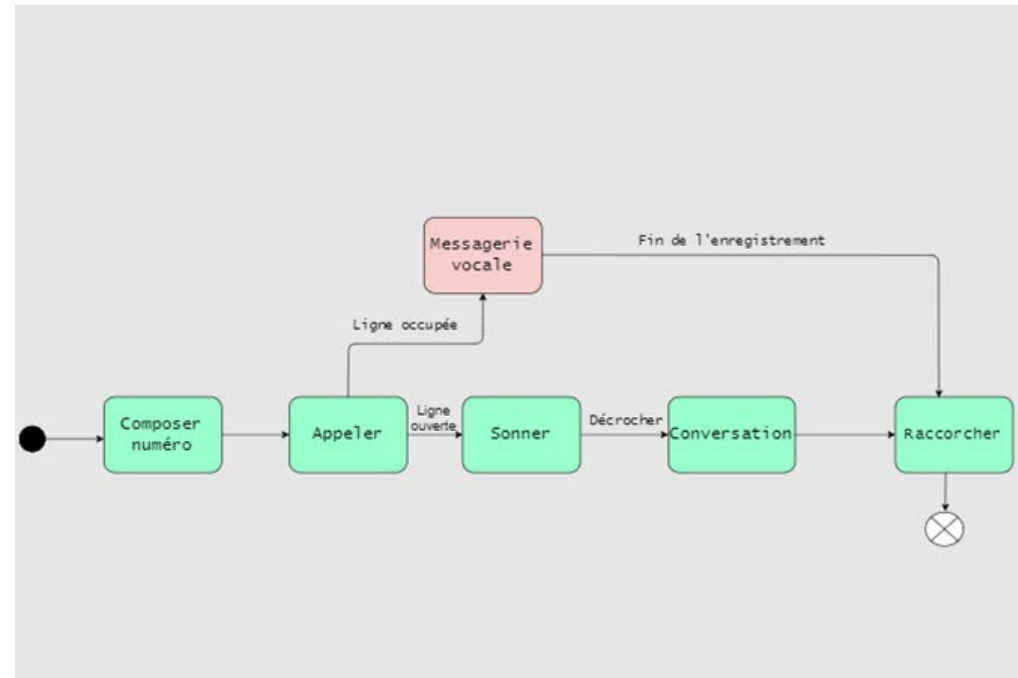 Messagerie
vocale
Fin de l'enregistrement
Ligne occupée
Composer
numéro
Appeler
Ligne
ouverte
Sonner
Décrocher
Conversation
Raccorcher